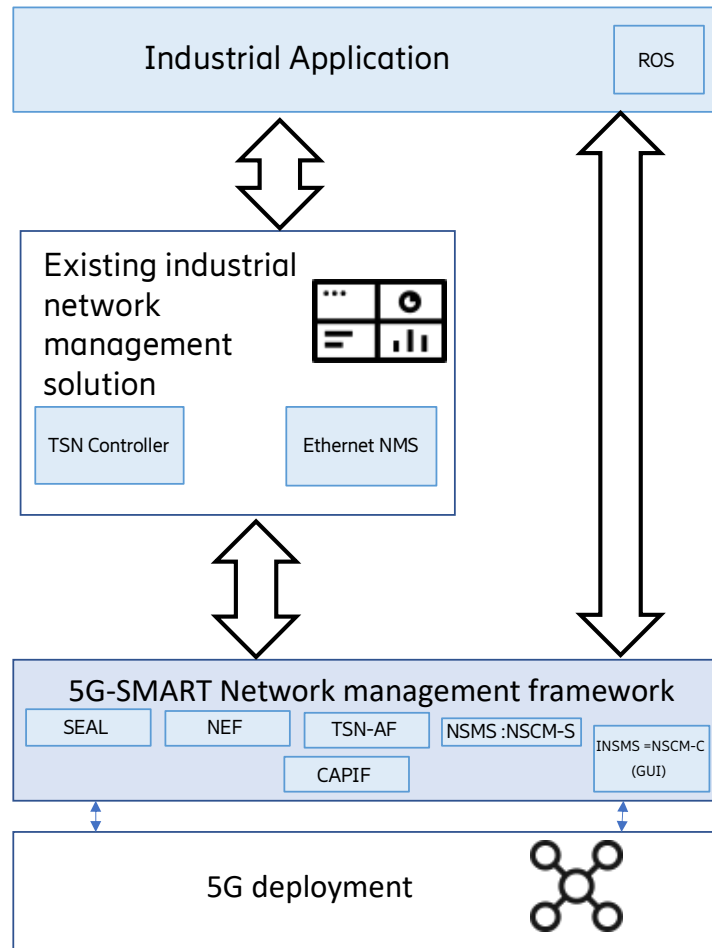 Industrial Application
ROS
Existing industrial
network
management
solution
TSN Controller
Ethernet NMS
5G-SMART Network management framework
SEAL
NEF
TSN-AF
NSMS :NSCM-S
INSMS =NSCM-C
(GUI)
CAPIF
5G deployment